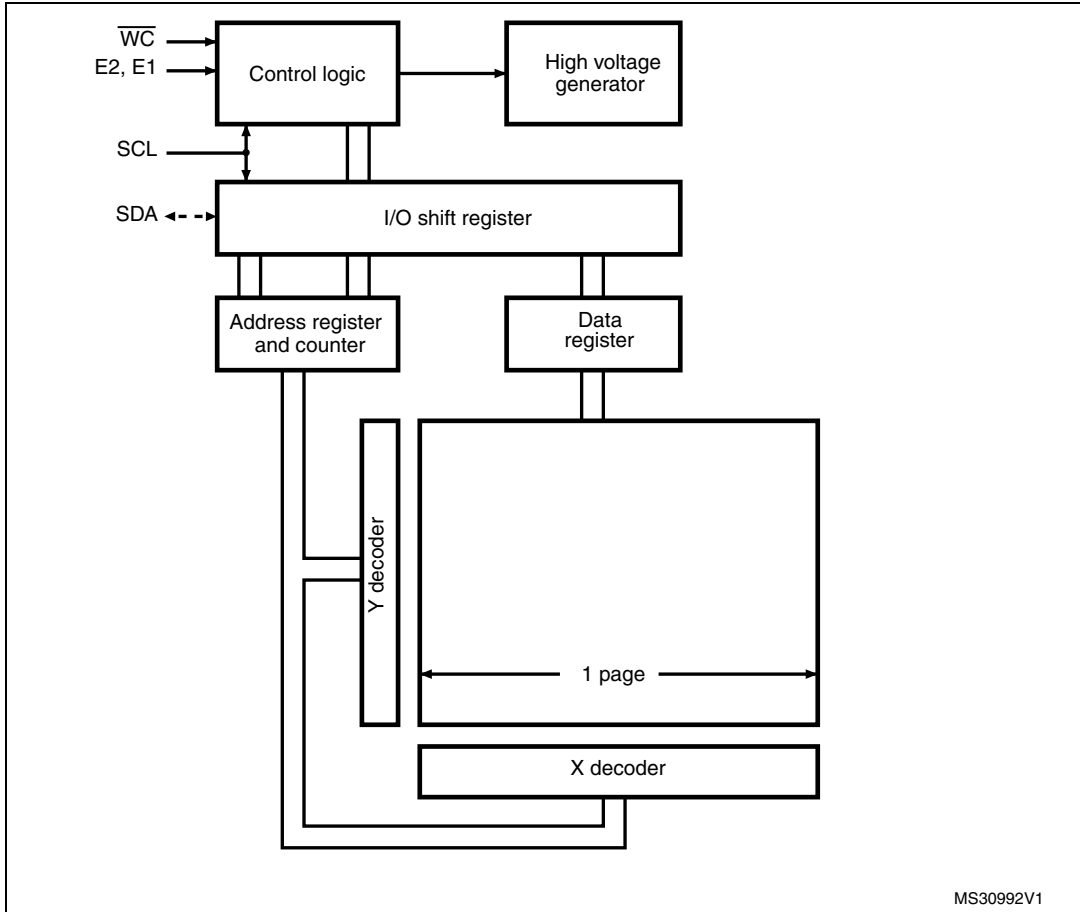 W̅C̅
E2, E1
Control logic
High voltage
generator
SCL
SDA
I/O shift register
Address register
and counter
Data
register
Y decoder
1 page
X decoder
MS30992V1